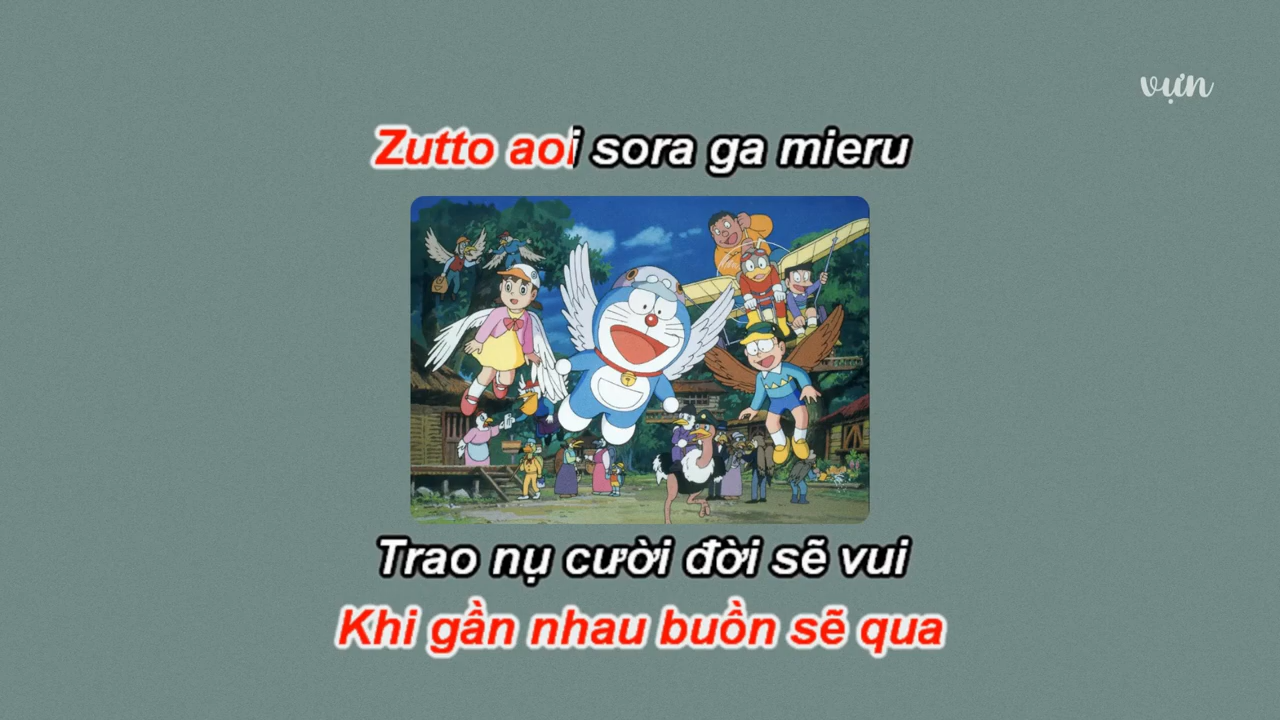 vựn
Zutto aoi sora ga mieru
Trao nụ cười đời sẽ vui
Khi gần nhau buồn sẽ qua